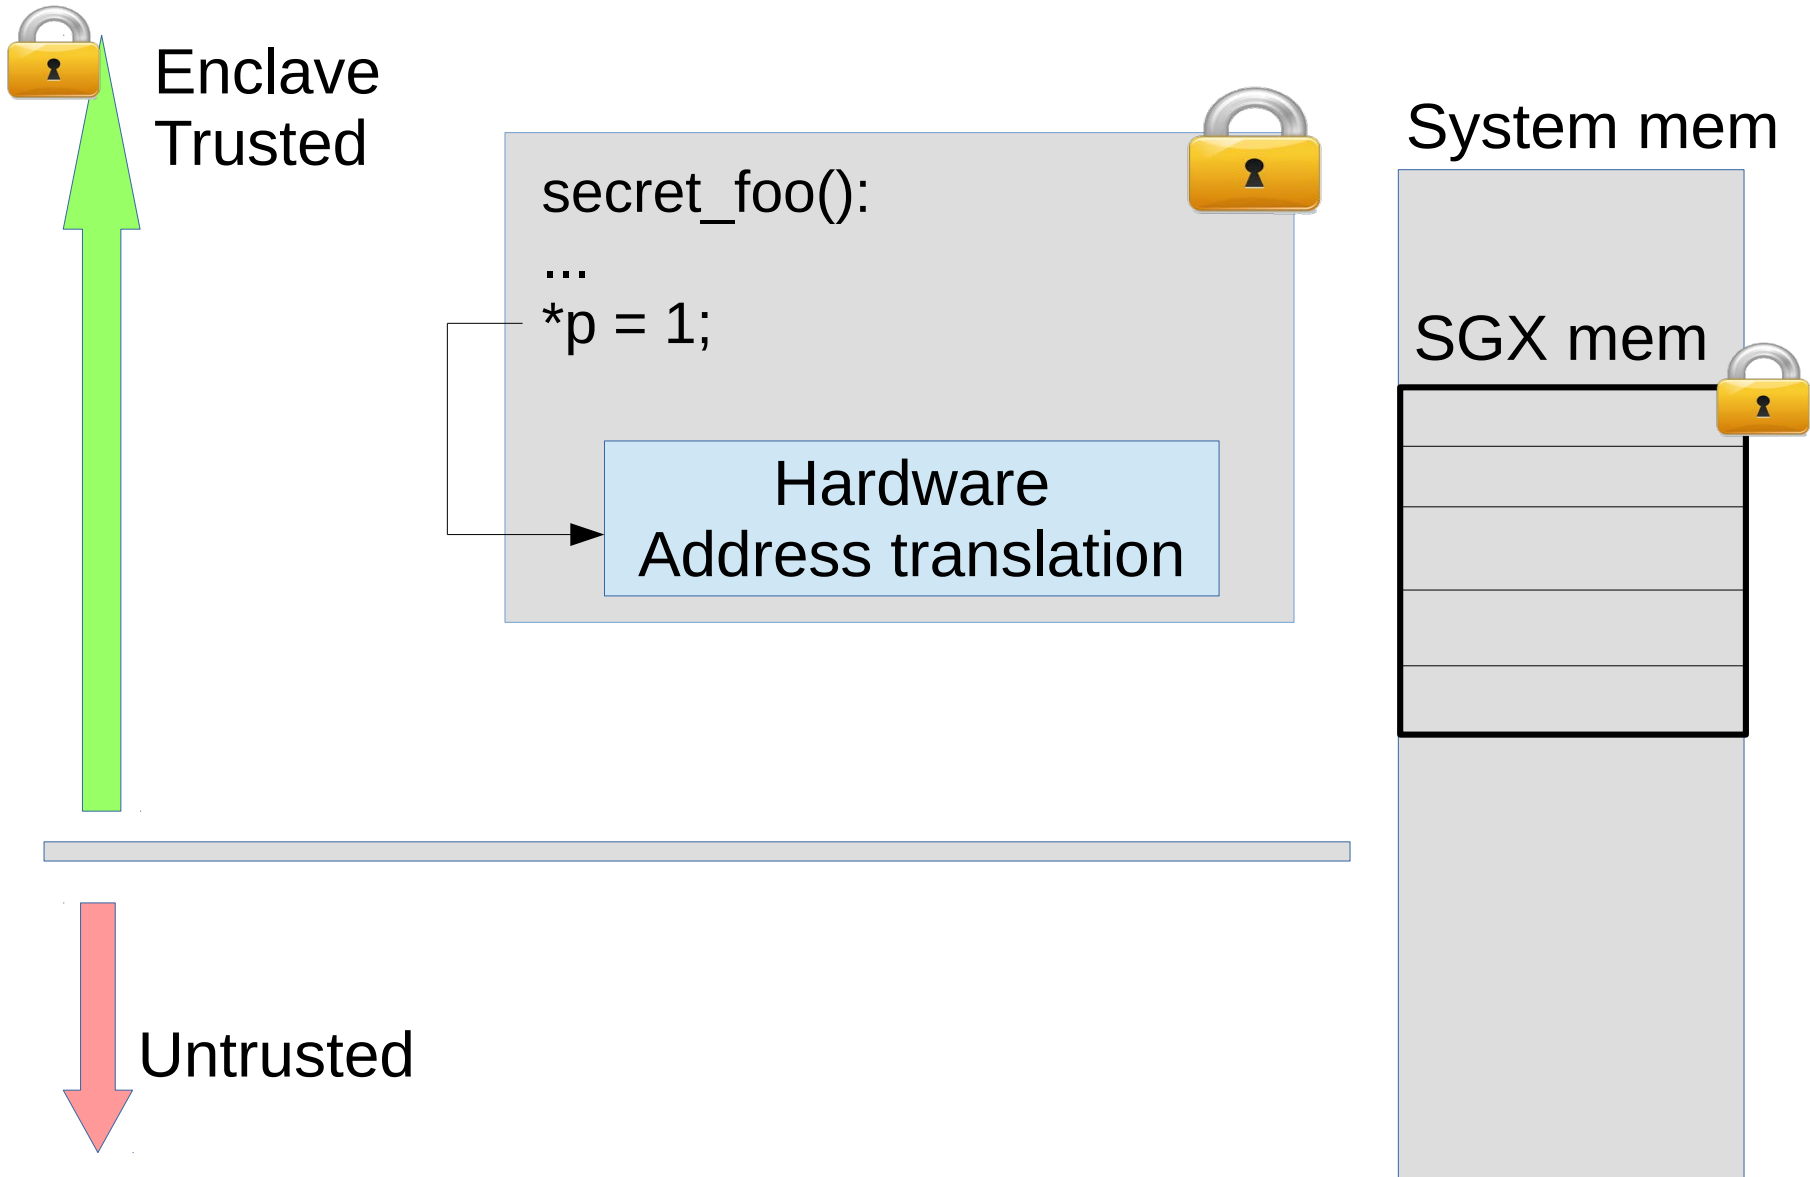 Enclave
Trusted
secret_foo():
...
*p = 1;
Hardware
Address translation
System mem
SGX mem
Untrusted